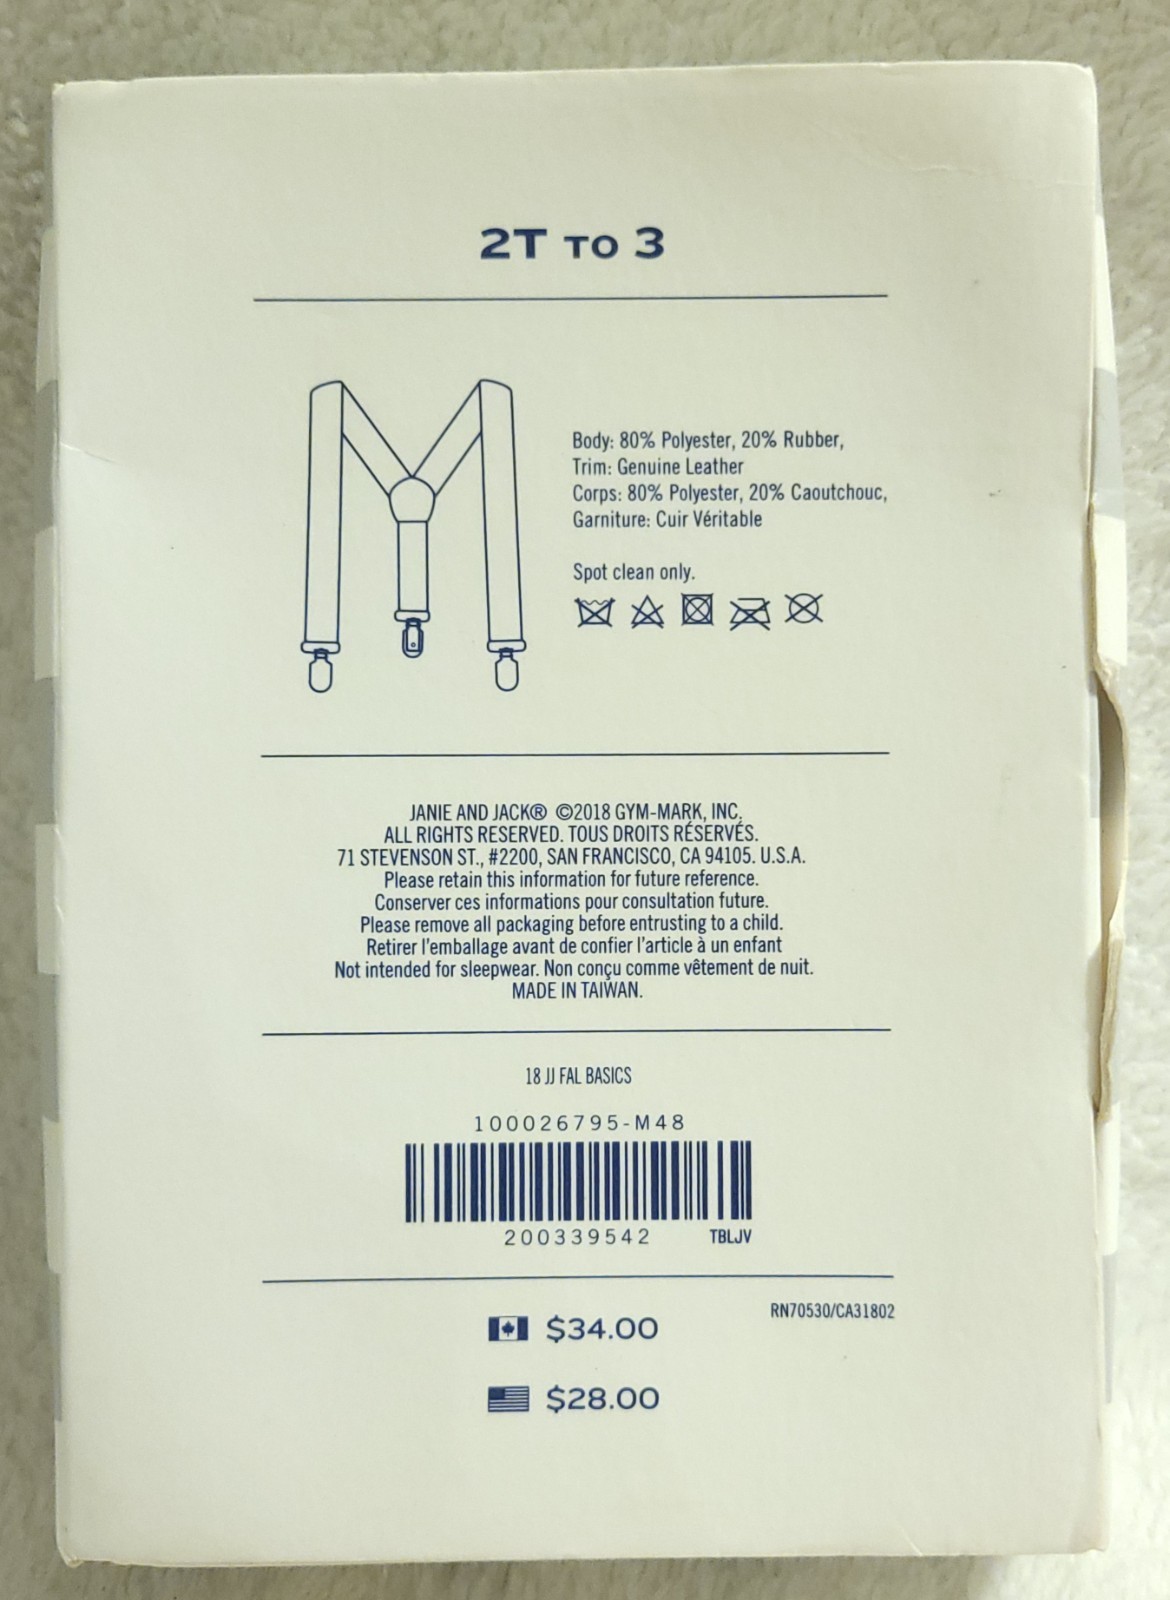 2T TO 3
Body: 80% Polyester, 20% Rubber,
Trim: Genuine Leather
Corps: 80% Polyester, 20% Caoutchouc,
Garniture: Cuir Véritable
Spot clean only.
JANIE AND JACK® ©2018 GYM-MARK, INC.
ALL RIGHTS RESERVED. TOUS DROITS RÉSERVÉS.
71 STEVENSON ST., #2200, SAN FRANCISCO, CA 94105. U.S.A.
Please retain this information for future reference.
Conserver ces informations pour consultation future.
Please remove all packaging before entrusting to a child.
Retirer l'emballage avant de confier l'article à un enfant
Not intended for sleepwear. Non conçu comme vêtement de nuit.
MADE IN TAIWAN.
18 JJ FAL BASICS
100026795-M48
200339542 TBLJV
RN70530/CA31802
$34.00
$28.00